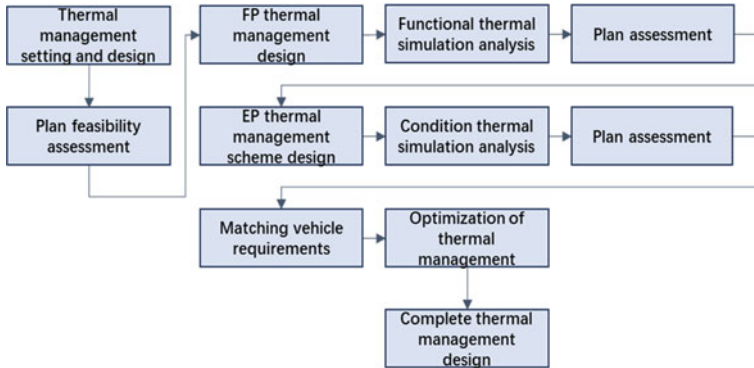 Thermal
management
setting and design
Plan feasibility
assessment
FP thermal
management
design
Functional thermal
simulation analysis
Plan assessment
EP thermal
management
scheme design
Condition thermal
simulation analysis
Plan assessment
Matching vehicle
requirements
Optimization of
thermal
management
Complete thermal
management
design